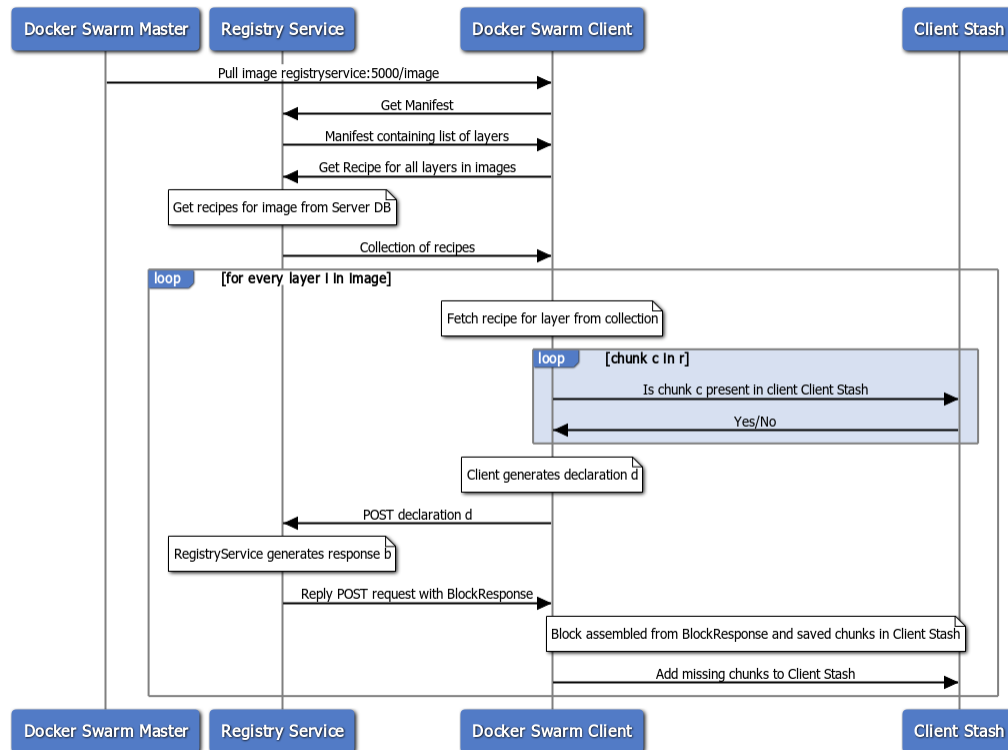 Docker Swarm Master
Registry Service
Docker Swarm Client
Client Stash
Pull image registryservice:5000/image
Get Manifest
Manifest containing list of layers
Get Recipe for all layers in images
Get recipes for image from Server DB
Collection of recipes
loop [for every layer l in image]
Fetch recipe for layer from collection
loop [chunk c in r]
Is chunk c present in client Client Stash
Yes/No
Client generates declaration d
POST declaration d
RegistryService generates response b
Reply POST request with BlockResponse
Block assembled from BlockResponse and saved chunks in Client Stash
Add missing chunks to Client Stash
Docker Swarm Master
Registry Service
Docker Swarm Client
Client Stash